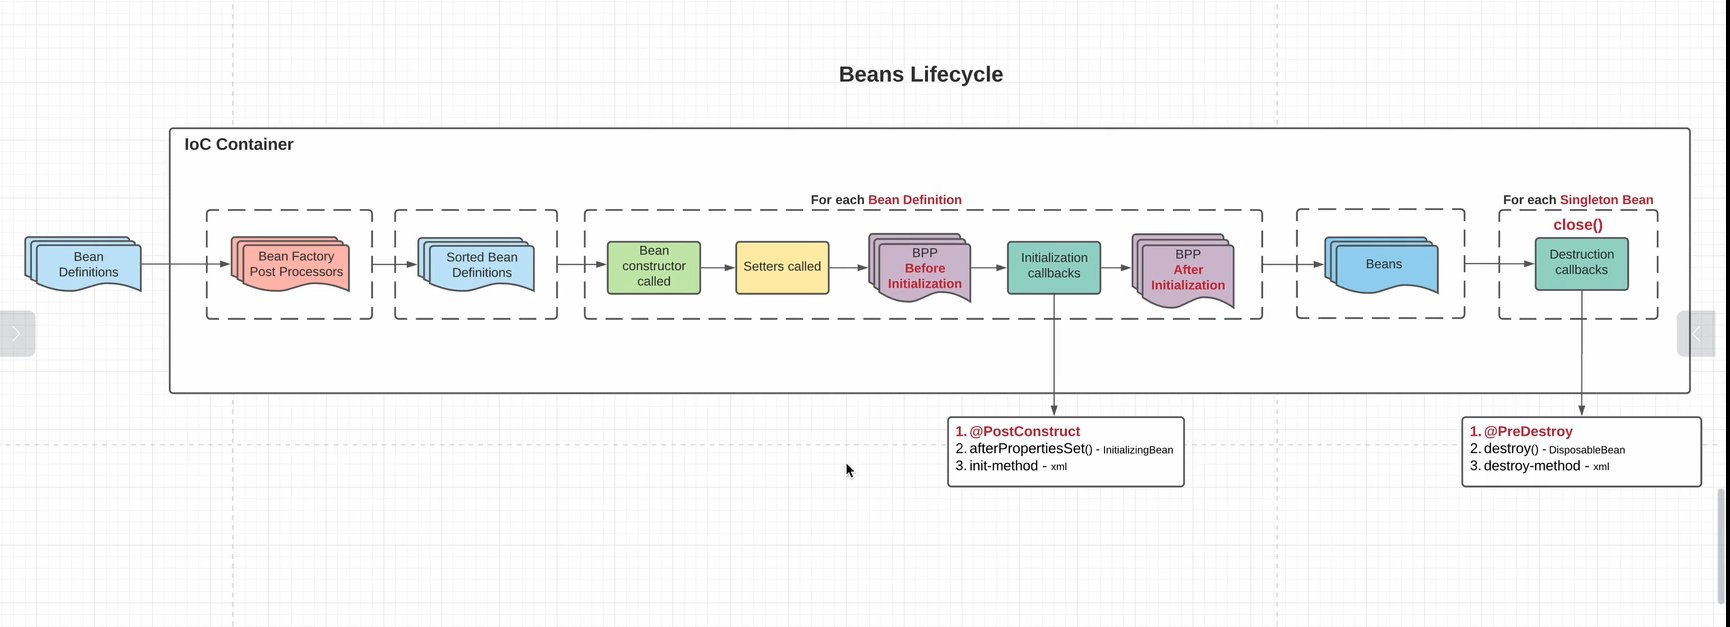 Beans Lifecycle
IoC Container
For each Bean Definition
For each Singleton Bean
close()
Bean
Definitions
Bean Factory
Post Processors
Sorted Bean
Definitions
Bean
constructor
called
Setters called
BPP
Before
Initialization
Initialization
callbacks
BPP
After
Initialization
Beans
Destruction
callbacks
1. @PostConstruct
2. afterPropertiesSet() - InitializingBean
3. init-method - xml
1. @PreDestroy
2. destroy() - DisposableBean
3. destroy-method - xml